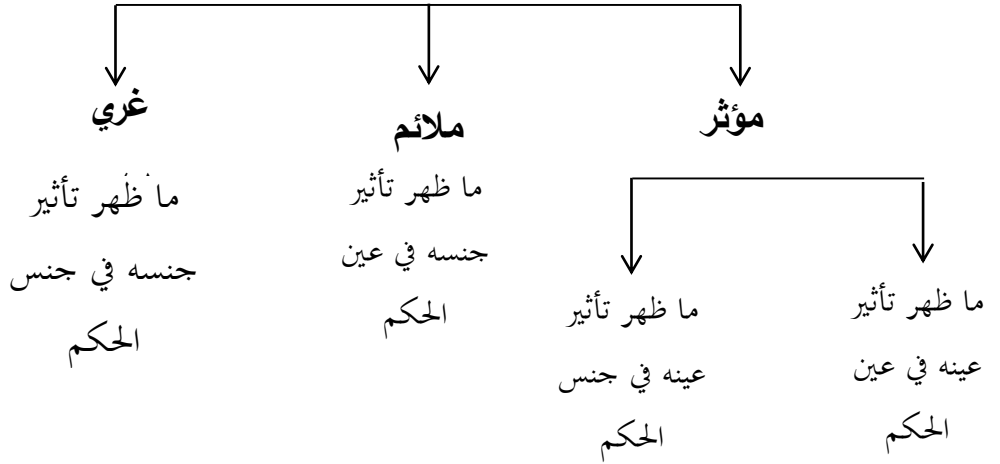 مؤثر
ما ظهر تأثير
عينه في عين
الحكم
ما ظهر تأثير
عينه في جنس
الحكم
ملائم
ما ظهر تأثير
جنسه في عين
الحكم
غري
ما ظهر تأثير
جنسه في جنس
الحكم